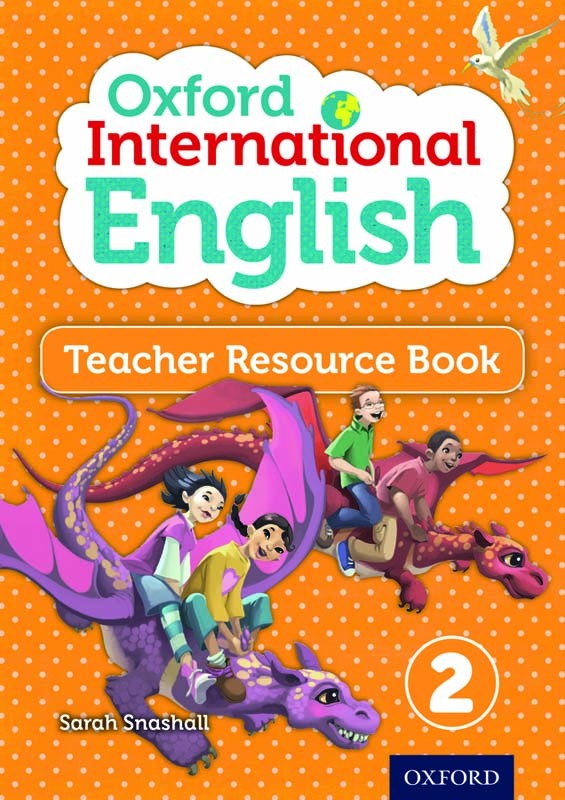 Oxford
International
English
Teacher Resource Book
2
Sarah Snashall
OXFORD